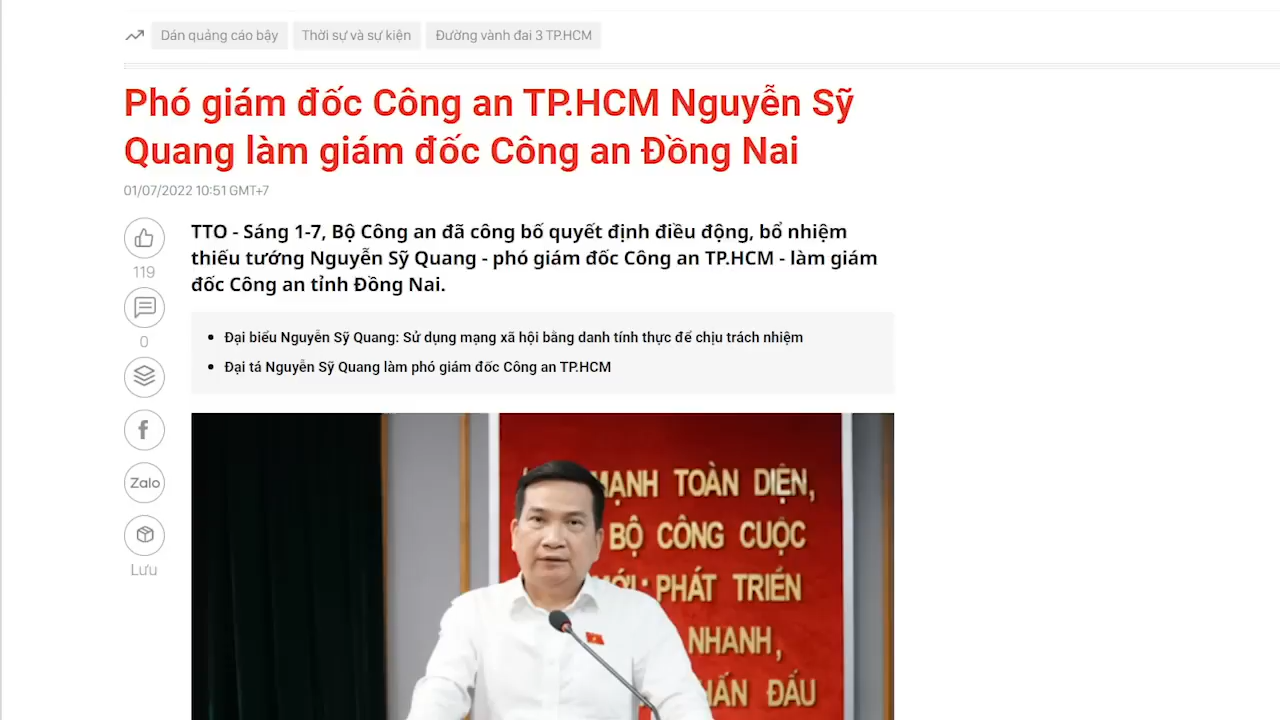 Dán quảng cáo bậy Thời sự và sự kiện Đường vành đai 3 TP.HCM
Phó giám đốc Công an TP.HCM Nguyễn Sỹ
Quang làm giám đốc Công an Đồng Nai
01/07/2022 10:51 GMT+7
TTO - Sáng 1-7, Bộ Công an đã công bố quyết định điều động, bổ nhiệm
thiếu tướng Nguyễn Sỹ Quang - phó giám đốc Công an TP.HCM - làm giám
đốc Công an tỉnh Đồng Nai.
119
0
Zalo
Lưu
Đại biểu Nguyễn Sỹ Quang: Sử dụng mạng xã hội bằng danh tính thực để chịu trách nhiệm
Đại tá Nguyễn Sỹ Quang làm phó giám đốc Công an TP.HCM
MẠNH TOÀN DIỆN,
BỘ CÔNG CUỘC
MỚI; PHÁT TRIỂN
NHANH,
PHẤN ĐẤU